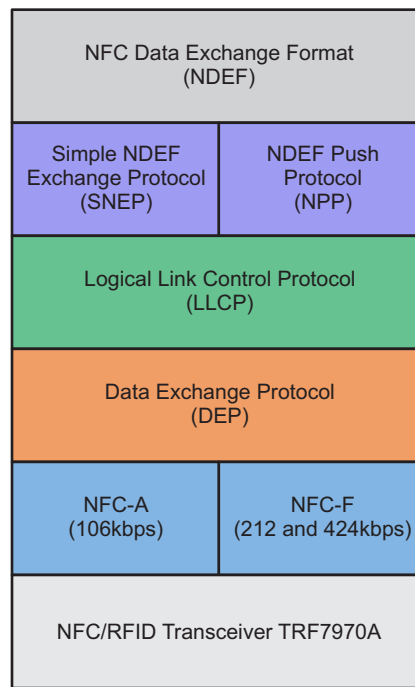 NFC Data Exchange Format
(NDEF)
Simple NDEF
Exchange Protocol
(SNEP)
NDEF Push
Protocol
(NPP)
Logical Link Control Protocol
(LLCP)
Data Exchange Protocol
(DEP)
NFC-A
(106kbps)
NFC-F
(212 and 424kbps)
NFC/RFID Transceiver TRF7970A